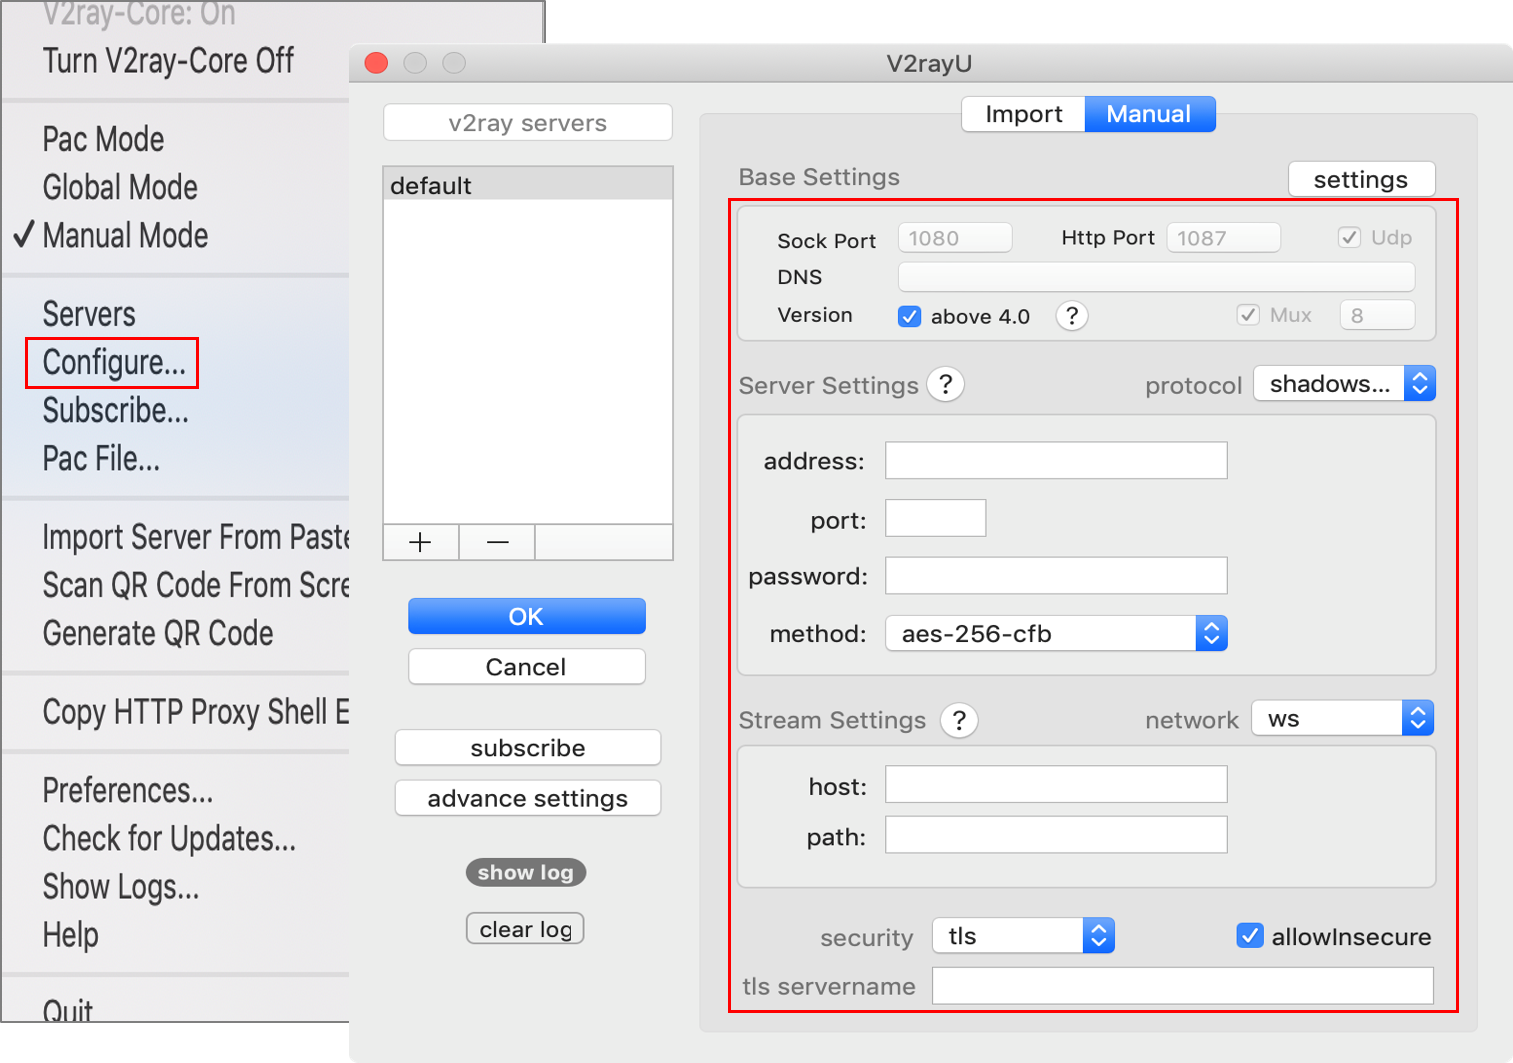 V2ray-Core: On
Turn V2ray-Core Off
Pac Mode
Global Mode
✓ Manual Mode
Servers
Configure...
Subscribe...
Pac File...
Import Server From Paste
Scan QR Code From Scre
Generate QR Code
Copy HTTP Proxy Shell E
Preferences...
Check for Updates...
Show Logs...
Help
Quit
V2rayU
v2ray servers
default
+ −
OK
Cancel
subscribe
advance settings
show log
clear log
Import Manual
Base Settings settings
Sock Port 1080 Http Port 1087 Udp
DNS
Version above 4.0 ? Mux 8
Server Settings ? protocol shadows...
address:
port:
password:
method: aes-256-cfb
Stream Settings ? network ws
host:
path:
security tls allowInsecure
tls servername